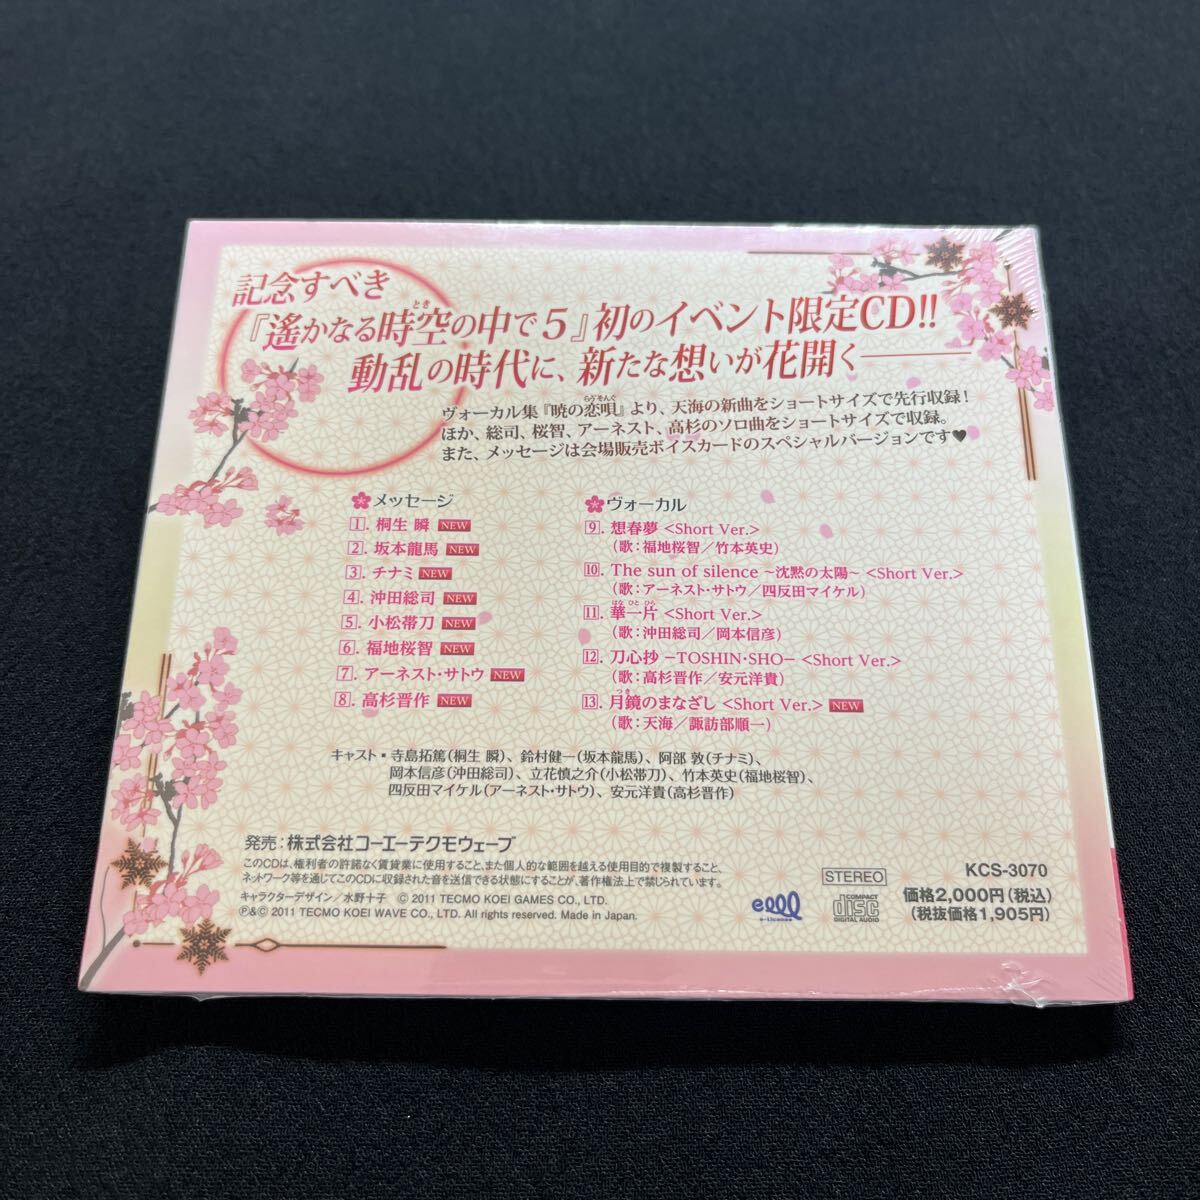 記念すべき
『遙かなる時空の中で5』初のイベント限定CD!!
とき
動乱の時代に、新たな想いが花開く――
ヴォーカル集『暁の恋唄』より、天海の新曲をショートサイズで先行収録！
らうそんぐ
ほか、総司、桜智、アーネスト、高杉のソロ曲をショートサイズで収録。
また、メッセージは会場販売ボイスカードのスペシャルバージョンです♥
メッセージ
1. 桐生 瞬 NEW
2. 坂本龍馬 NEW
3. チナミ NEW
4. 沖田総司 NEW
5. 小松帯刀 NEW
6. 福地桜智 NEW
7. アーネスト・サトウ NEW
8. 高杉晋作 NEW
ヴォーカル
9. 想春夢 <Short Ver.>
（歌：福地桜智／竹本英史）
10. The sun of silence ～沈黙の太陽～ <Short Ver.>
（歌：アーネスト・サトウ／四反田マイケル）
はな ひと ひら
11. 華一片 <Short Ver.>
（歌：沖田総司／岡本信彦）
12. 刀心抄 －TOSHIN・SHO－ <Short Ver.>
（歌：高杉晋作／安元洋貴）
つき
13. 月鏡のまなざし <Short Ver.> NEW
（歌：天海／諏訪部順一）
キャスト・寺島拓篤（桐生 瞬）、鈴村健一（坂本龍馬）、阿部 敦（チナミ）、
岡本信彦（沖田総司）、立花慎之介（小松帯刀）、竹本英史（福地桜智）、
四反田マイケル（アーネスト・サトウ）、安元洋貴（高杉晋作）
発売：株式会社コーエーテクモウェーブ
このCDは、権利者の許諾なく賃貸業に使用すること、また個人的な範囲を越える使用目的で複製すること、
ネットワーク等を通じてこのCDに収録された音を送信できる状態にすることが、著作権法上で禁じられています。
キャラクターデザイン／水野十子 © 2011 TECMO KOEI GAMES CO., LTD.
℗&© 2011 TECMO KOEI WAVE CO., LTD. All rights reserved. Made in Japan.
e-License
STEREO
COMPACT
disc
DIGITAL AUDIO
KCS-3070
価格2,000円（税込）
（税抜価格1,905円）